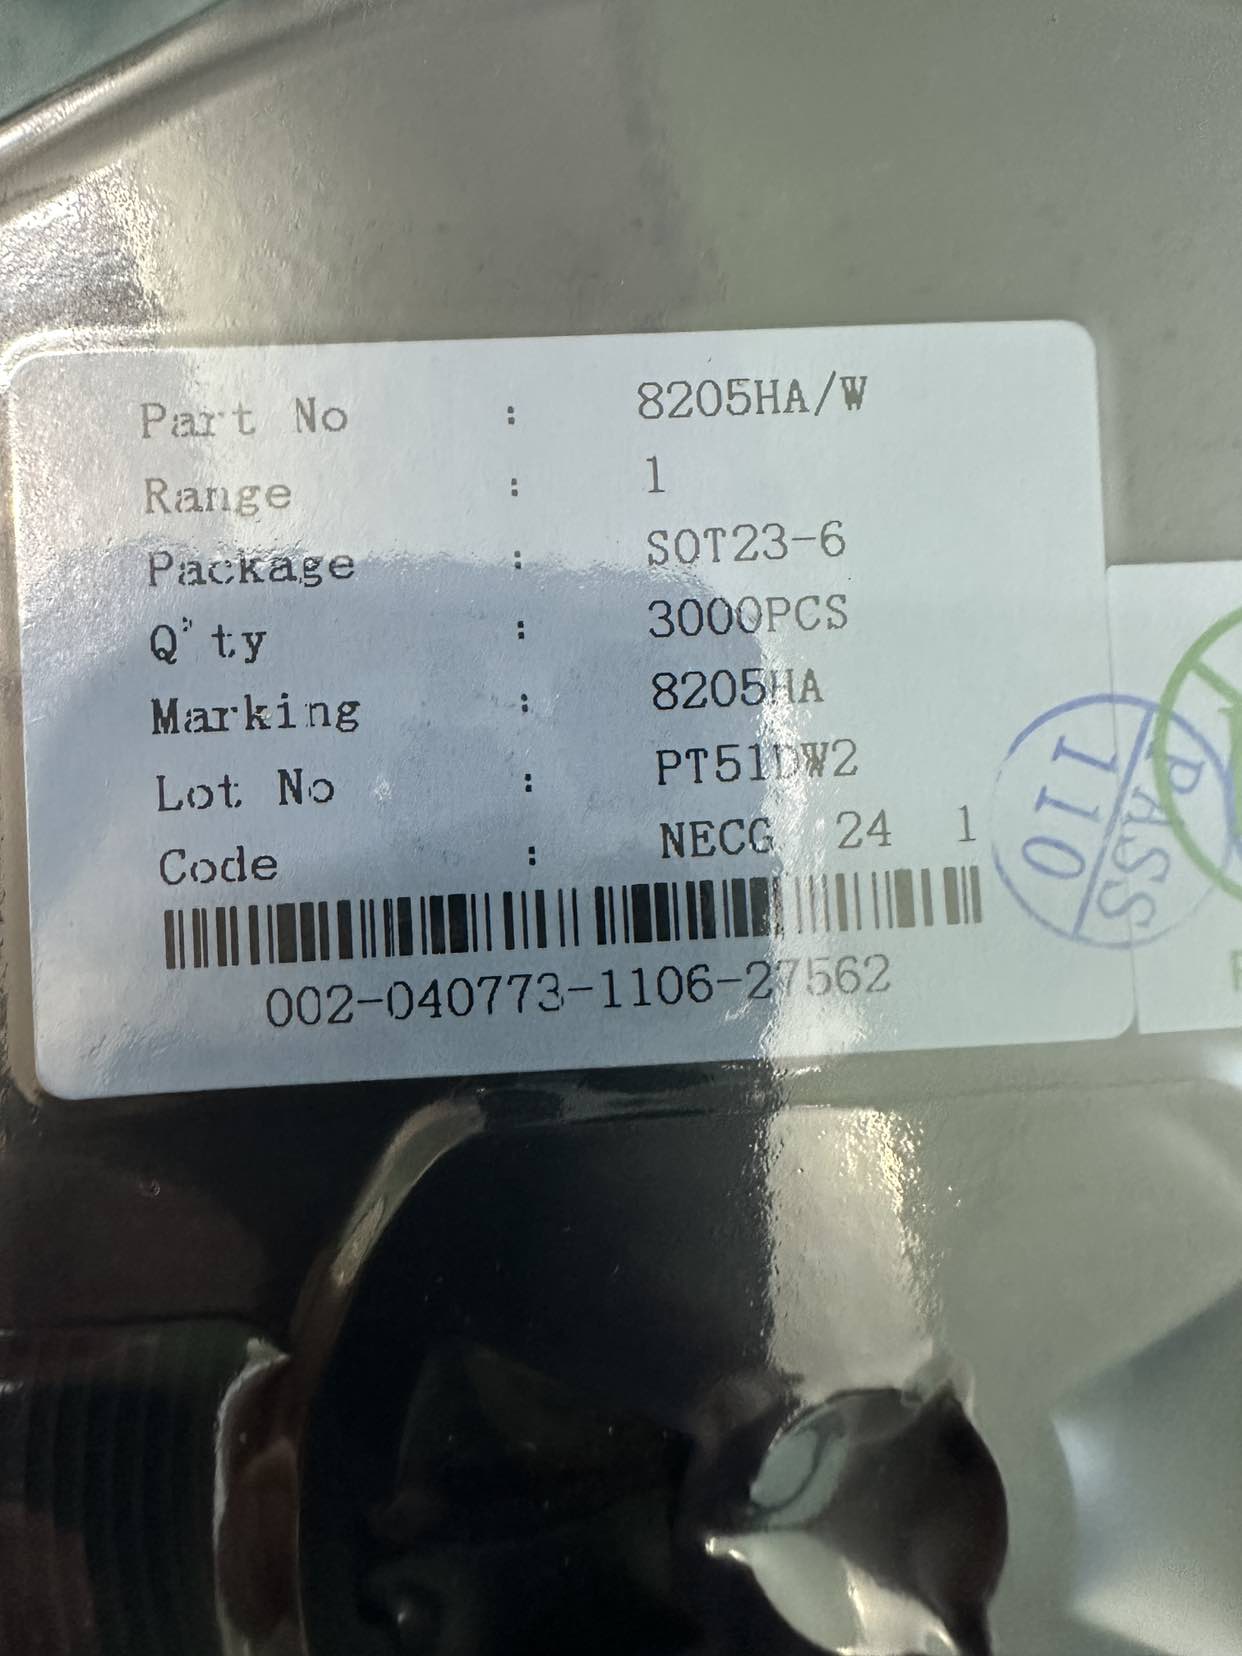 Part No : 8205HA/W
Range : 1
Package : SOT23-6
Q'ty : 3000PCS
Marking : 8205HA
Lot No : PT51DW2
Code : NECG 24 1
002-040773-1106-27562
110
PASS